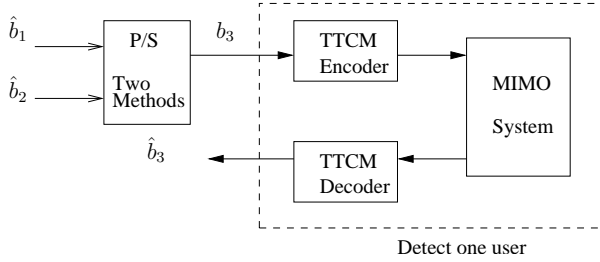 b̂₁
P/S
b₃
TTCM
Encoder
MIMO
System
b̂₂
Two
Methods
b̂₃
TTCM
Decoder
Detect one user